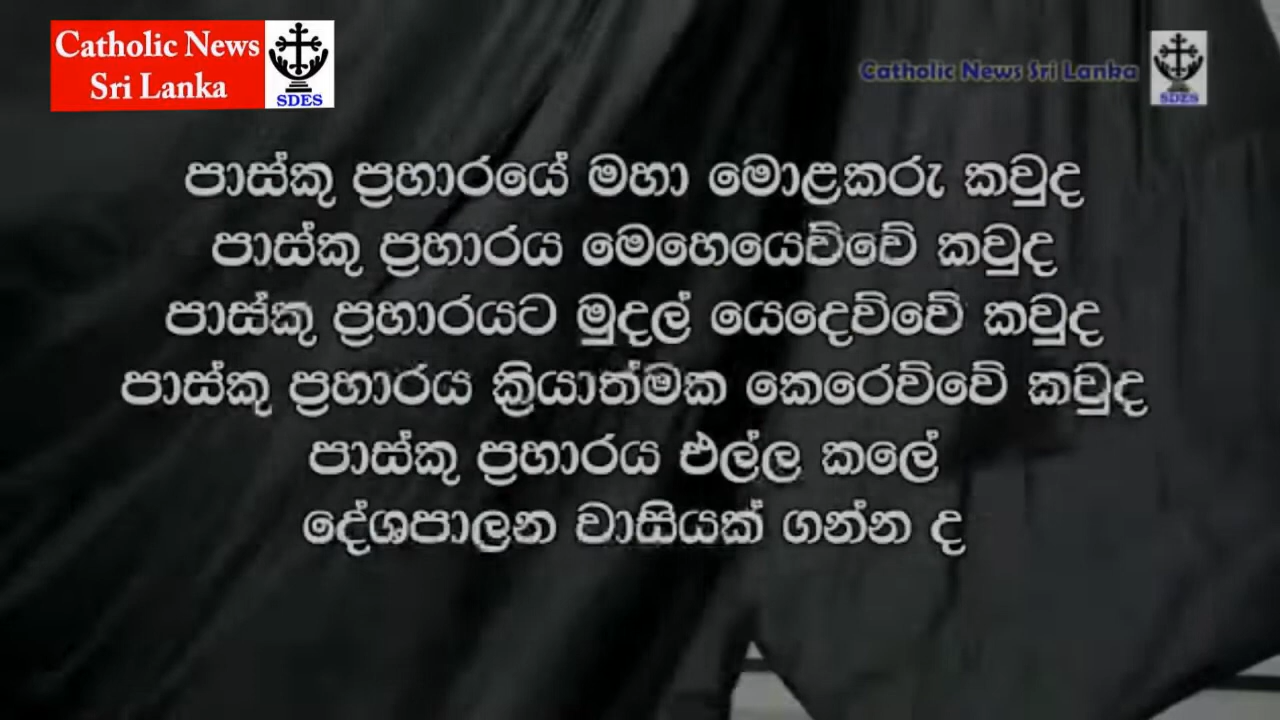 Catholic News
Sri Lanka
SDES
Catholic News Sri Lanka
SDES
පාස්කු ප්‍රහාරයේ මහා මොළකරු කවුද
පාස්කු ප්‍රහාරය මෙහෙයෙව්වේ කවුද
පාස්කු ප්‍රහාරයට මුදල් යෙදෙව්වේ කවුද
පාස්කු ප්‍රහාරය ක්‍රියාත්මක කෙරෙව්වේ කවුද
පාස්කු ප්‍රහාරය එල්ල කලේ
දේශපාලන වාසියක් ගන්න ද